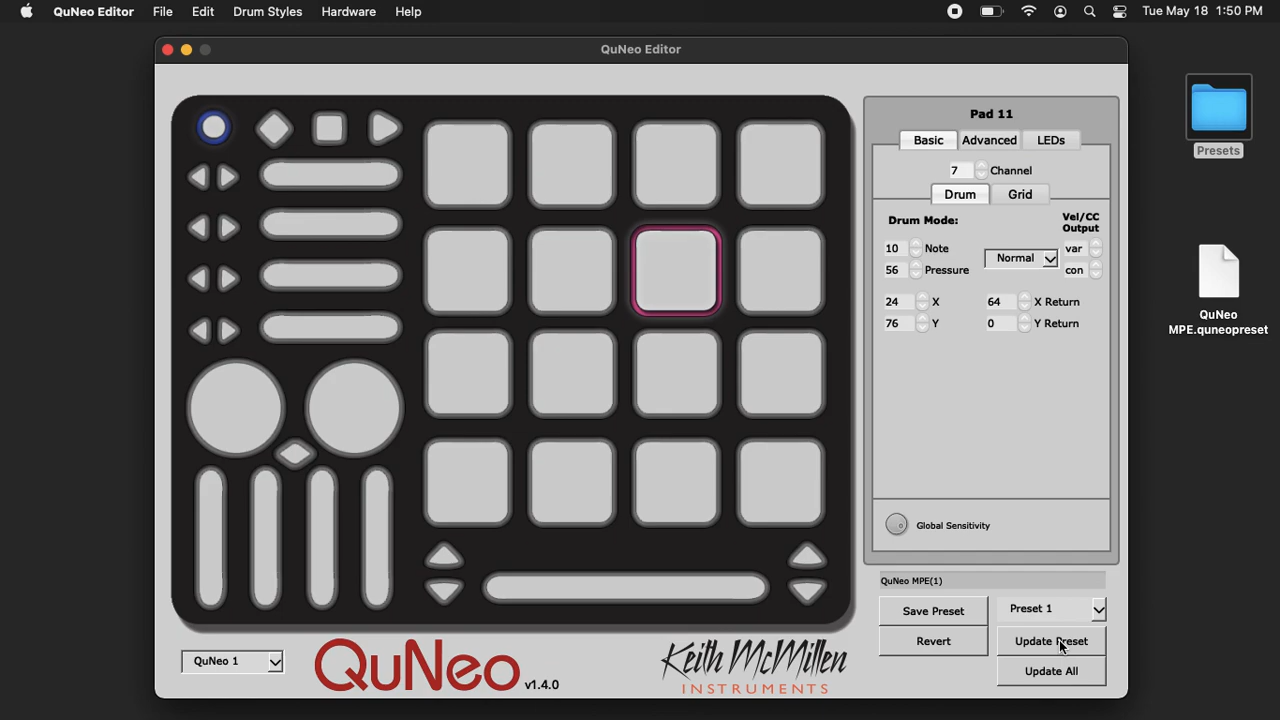 QuNeo Editor File Edit Drum Styles Hardware Help Tue May 18 1:50 PM
QuNeo Editor
Pad 11
Basic Advanced LEDs
7 Channel
Drum Grid
Drum Mode: Vel/CC
Output
10 Note Normal var
56 Pressure con
24 X 64 X Return
76 Y 0 Y Return
Global Sensitivity
QuNeo MPE(1)
Save Preset Preset 1
Revert Update Preset
Update All
QuNeo 1 QuNeo v1.4.0 Keith McMillen
INSTRUMENTS
Presets
QuNeo
MPE.quneopreset